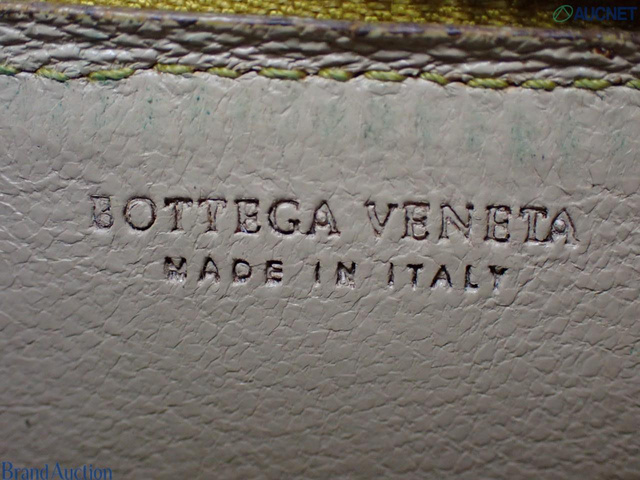 AUCNET
BOTTEGA VENETA
MADE IN ITALY
Brand Auction